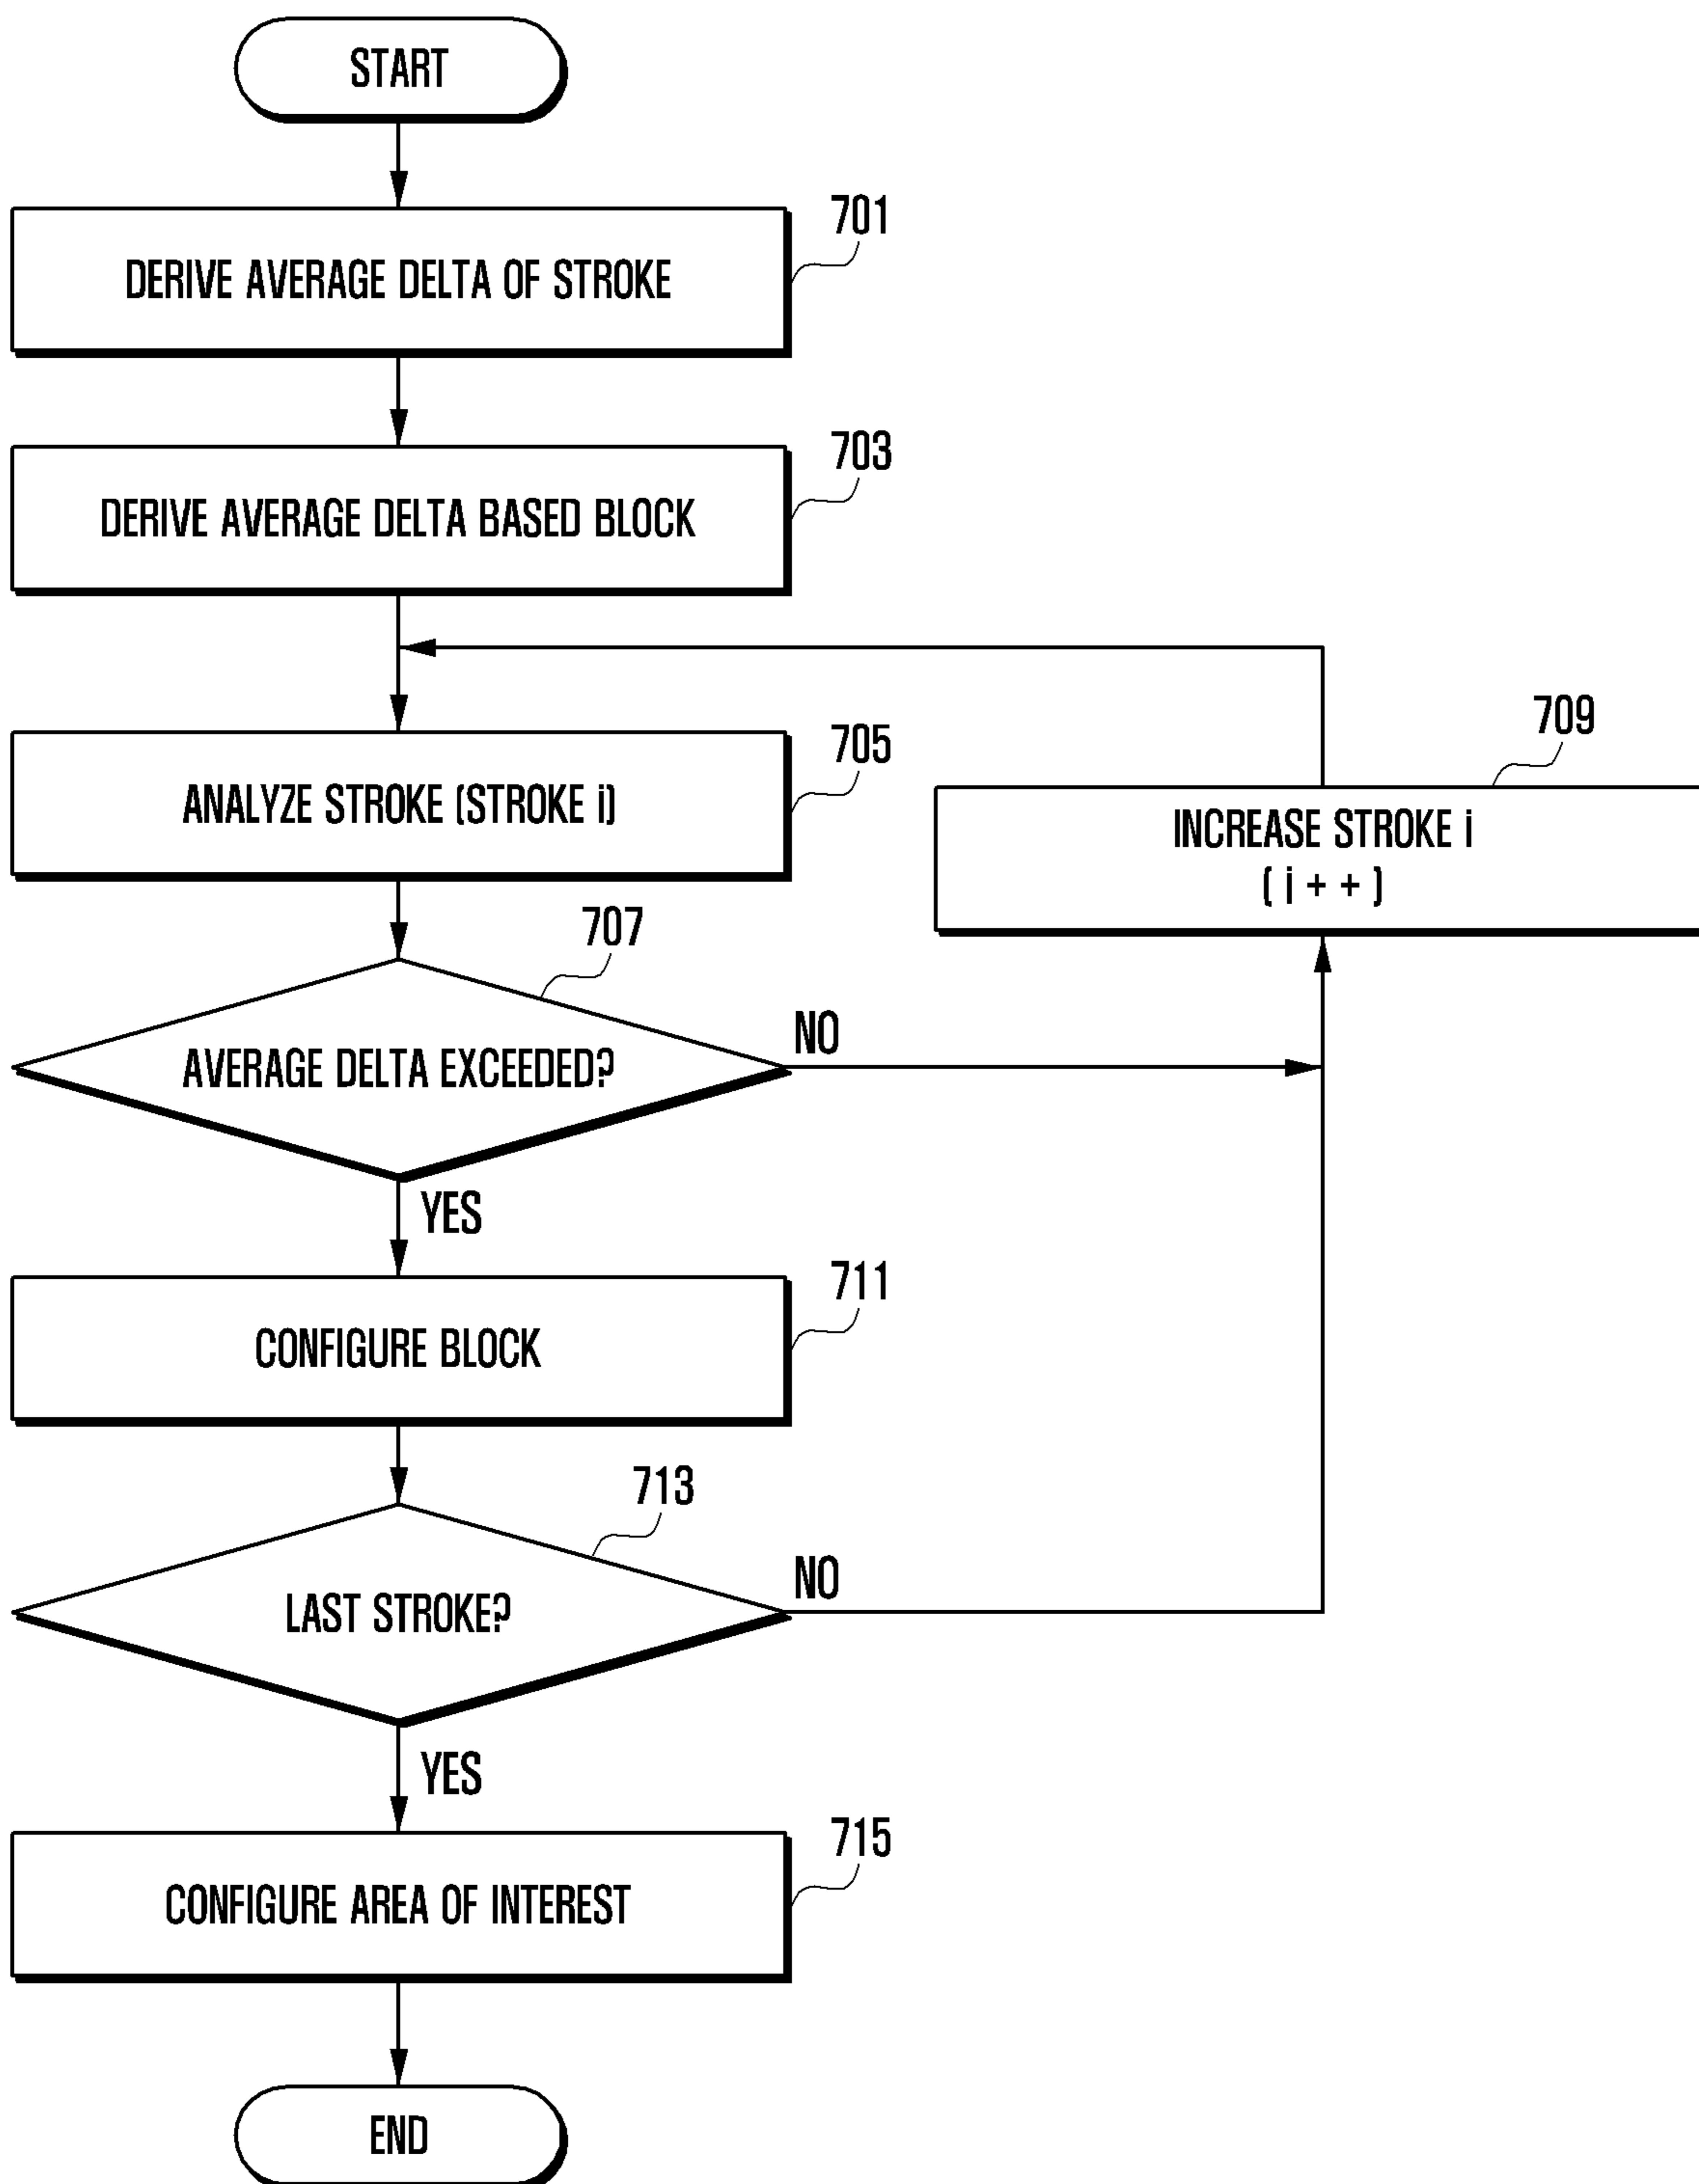 START
701
DERIVE AVERAGE DELTA OF STROKE
703
DERIVE AVERAGE DELTA BASED BLOCK
705
ANALYZE STROKE (STROKE i)
709
INCREASE STROKE i
( i + + )
707
AVERAGE DELTA EXCEEDED?
NO
YES
711
CONFIGURE BLOCK
713
LAST STROKE?
NO
YES
715
CONFIGURE AREA OF INTEREST
END